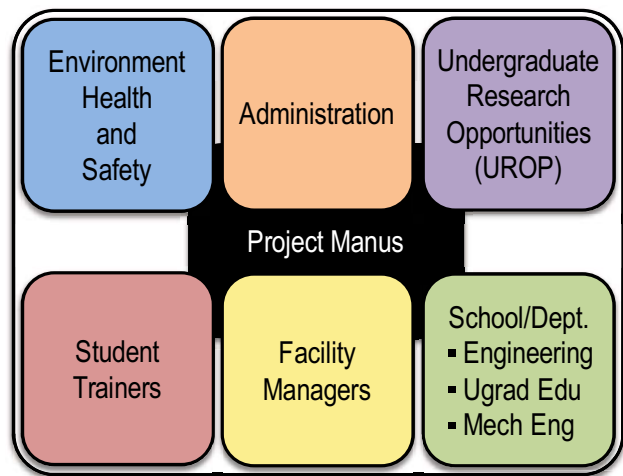 Environment
Health
and
Safety
Administration
Undergraduate
Research
Opportunities
(UROP)
Project Manus
Student
Trainers
Facility
Managers
School/Dept.
▪ Engineering
▪ Ugrad Edu
▪ Mech Eng